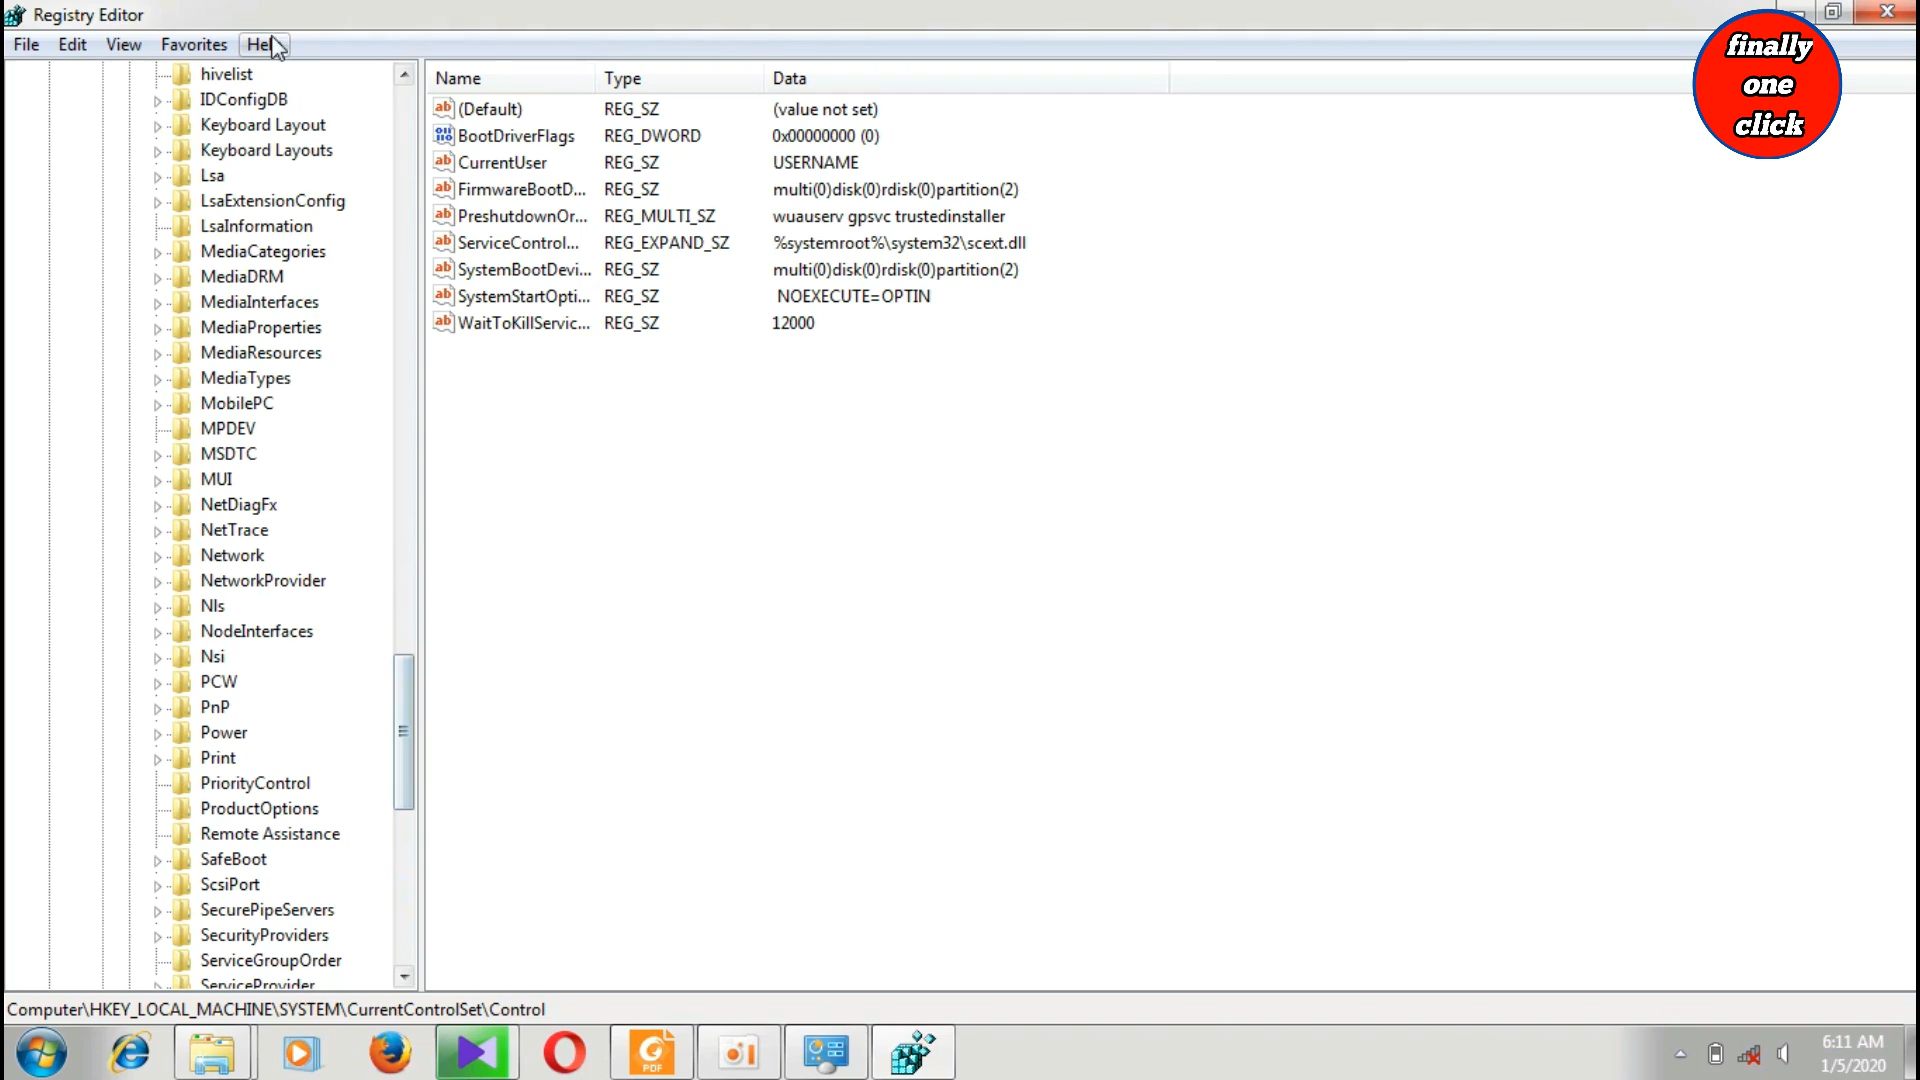 Registry Editor
File Edit View Favorites Help
finally
one
click
hivelist
IDConfigDB
Keyboard Layout
Keyboard Layouts
Lsa
LsaExtensionConfig
LsaInformation
MediaCategories
MediaDRM
MediaInterfaces
MediaProperties
MediaResources
MediaTypes
MobilePC
MPDEV
MSDTC
MUI
NetDiagFx
NetTrace
Network
NetworkProvider
Nls
NodeInterfaces
Nsi
PCW
PnP
Power
Print
PriorityControl
ProductOptions
Remote Assistance
SafeBoot
ScsiPort
SecurePipeServers
SecurityProviders
ServiceGroupOrder
ServiceProvider
Name Type Data
(Default) REG_SZ (value not set)
BootDriverFlags REG_DWORD 0x00000000 (0)
CurrentUser REG_SZ USERNAME
FirmwareBootD... REG_SZ multi(0)disk(0)rdisk(0)partition(2)
PreshutdownOr... REG_MULTI_SZ wuauserv gpsvc trustedinstaller
ServiceControl... REG_EXPAND_SZ %systemroot%\system32\scext.dll
SystemBootDevi... REG_SZ multi(0)disk(0)rdisk(0)partition(2)
SystemStartOpti... REG_SZ NOEXECUTE=OPTIN
WaitToKillServic... REG_SZ 12000
Computer\HKEY_LOCAL_MACHINE\SYSTEM\CurrentControlSet\Control
PDF
6:11 AM
1/5/2020